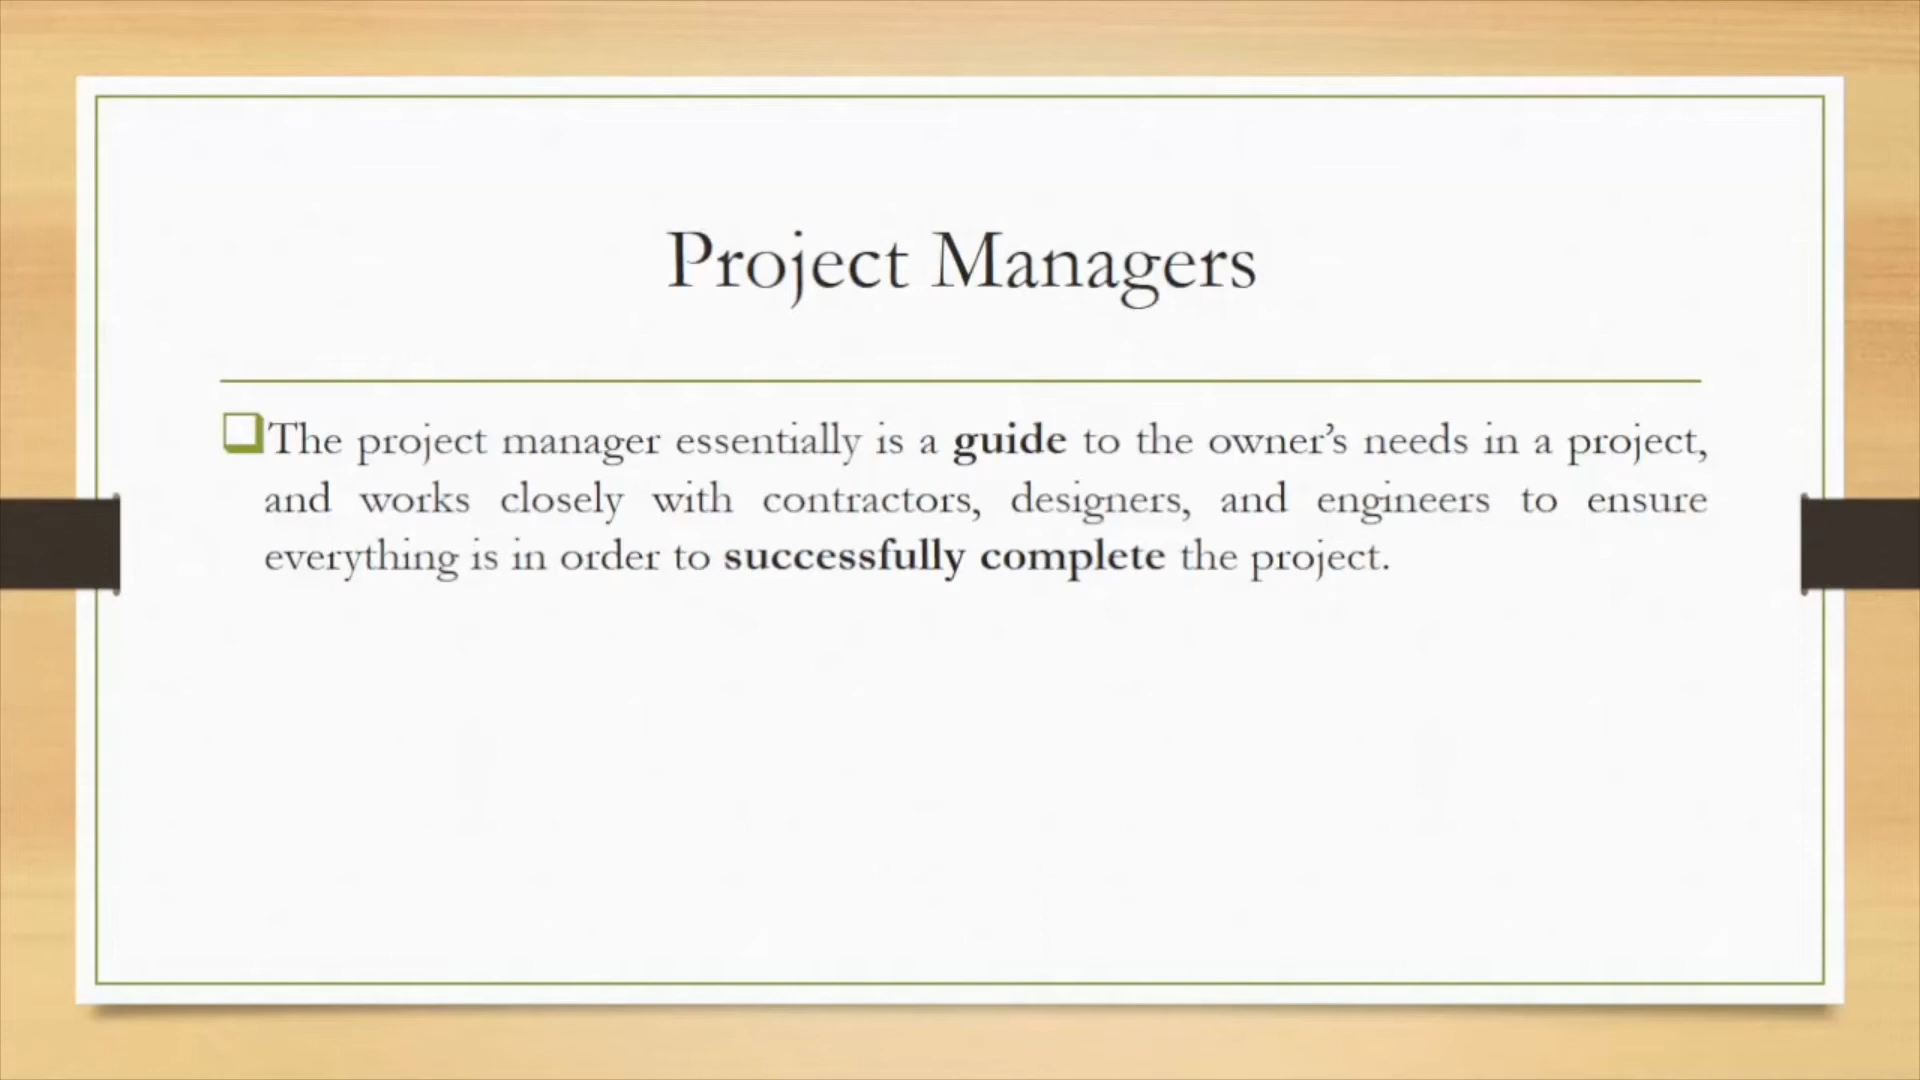 Project Managers
The project manager essentially is a guide to the owner’s needs in a project,
and works closely with contractors, designers, and engineers to ensure
everything is in order to successfully complete the project.